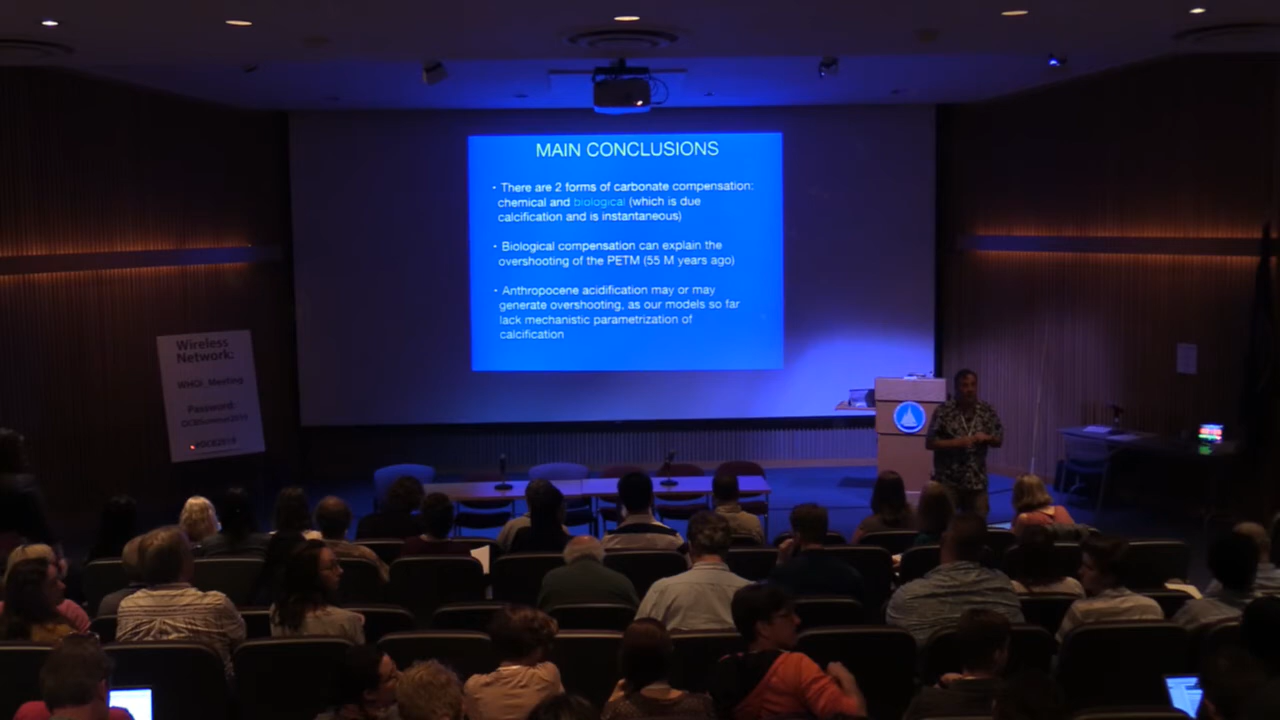 MAIN CONCLUSIONS
• There are 2 forms of carbonate compensation:
chemical and biological (which is due
calcification and is instantaneous)
• Biological compensation can explain the
overshooting of the PETM (55 M years ago)
• Anthropocene acidification may or may
generate overshooting, as our models so far
lack mechanistic parametrization of
calcification
Wireless
Network:
WHOI_Meeting
Password: